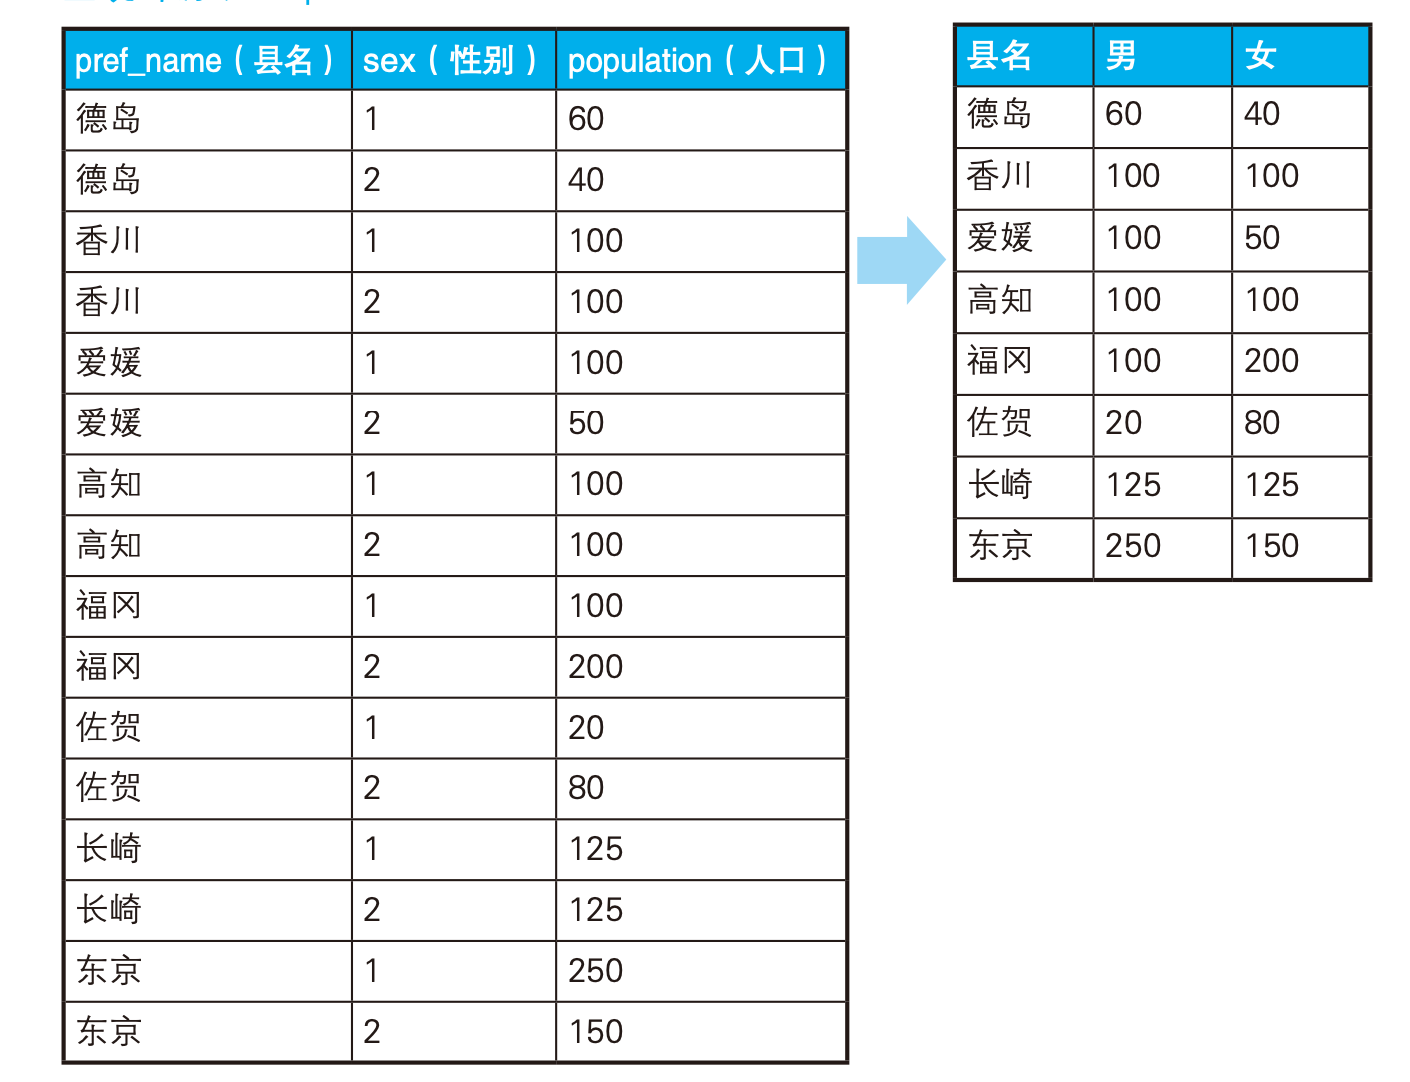 pref_name（县名） sex（性别） population（人口）
德岛 1 60
德岛 2 40
香川 1 100
香川 2 100
爱媛 1 100
爱媛 2 50
高知 1 100
高知 2 100
福冈 1 100
福冈 2 200
佐贺 1 20
佐贺 2 80
长崎 1 125
长崎 2 125
东京 1 250
东京 2 150
县名 男 女
德岛 60 40
香川 100 100
爱媛 100 50
高知 100 100
福冈 100 200
佐贺 20 80
长崎 125 125
东京 250 150